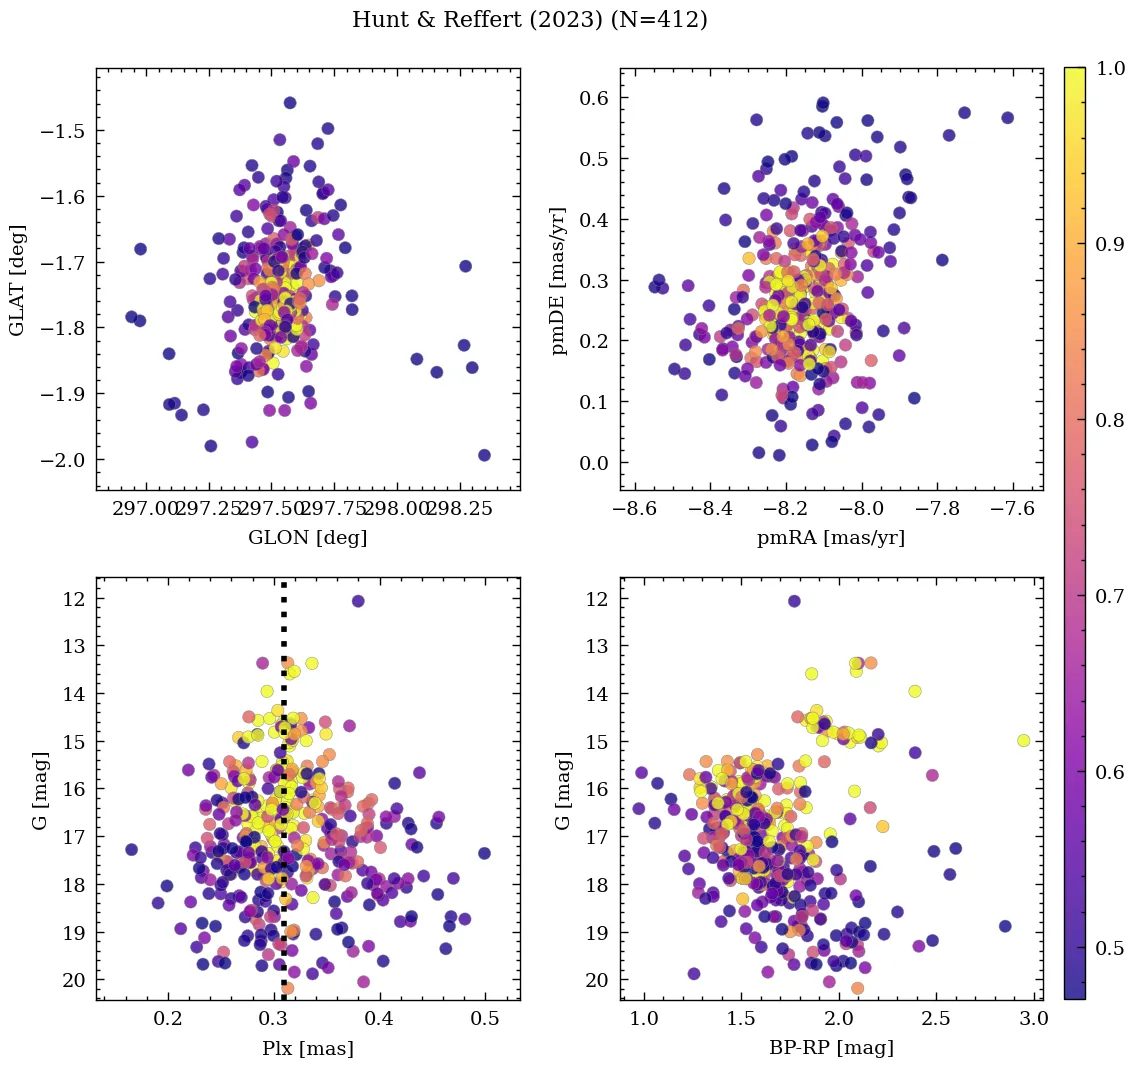 Hunt & Reffert (2023) (N=412)
GLAT [deg]
−1.5
−1.6
−1.7
−1.8
−1.9
−2.0
297.00 297.25 297.50 297.75 298.00 298.25
GLON [deg]
pmDE [mas/yr]
0.6
0.5
0.4
0.3
0.2
0.1
0.0
−8.6 −8.4 −8.2 −8.0 −7.8 −7.6
pmRA [mas/yr]
G [mag]
12
13
14
15
16
17
18
19
20
0.2 0.3 0.4 0.5
Plx [mas]
G [mag]
12
13
14
15
16
17
18
19
20
1.0 1.5 2.0 2.5 3.0
BP-RP [mag]
1.0
0.9
0.8
0.7
0.6
0.5